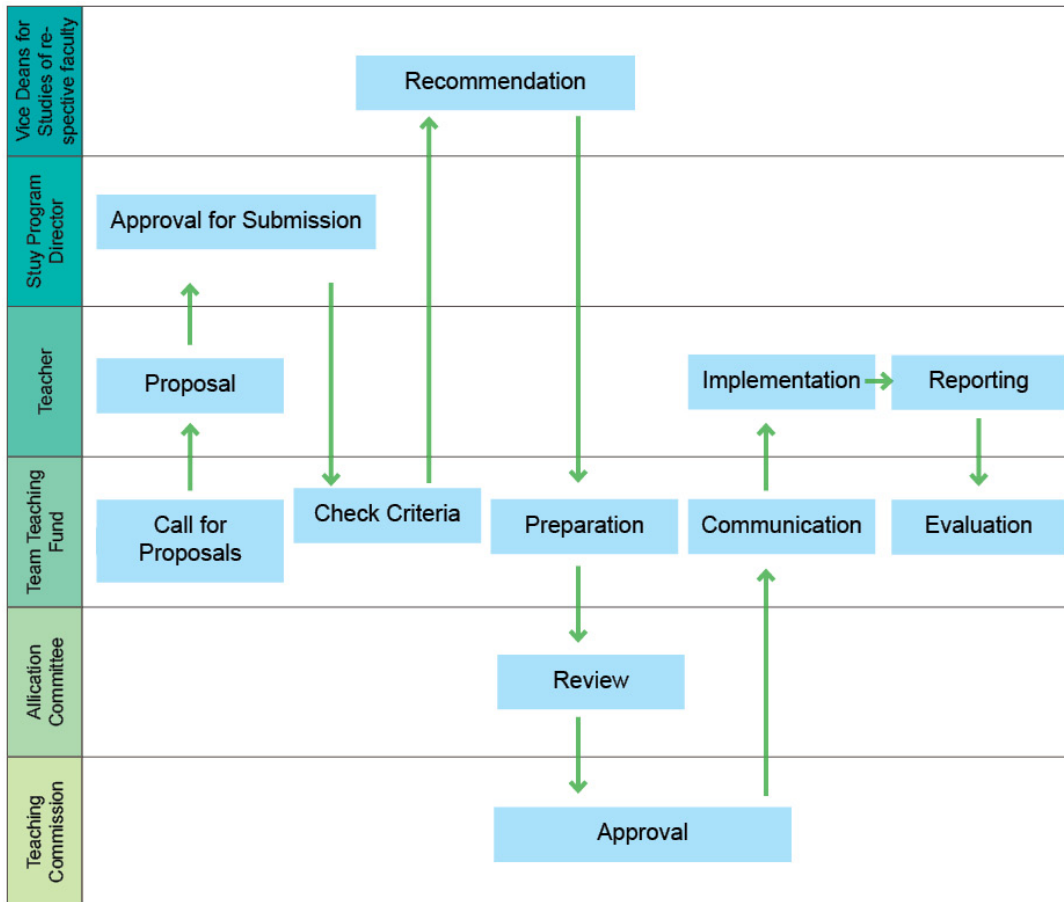 Vice Deans for
Studies of re-
spective faculty
Recommendation
Stuy Program
Director
Approval for Submission
Teacher
Proposal
Implementation
Reporting
Team Teaching
Fund
Call for
Proposals
Check Criteria
Preparation
Communication
Evaluation
Allication
Committee
Review
Teaching
Commission
Approval